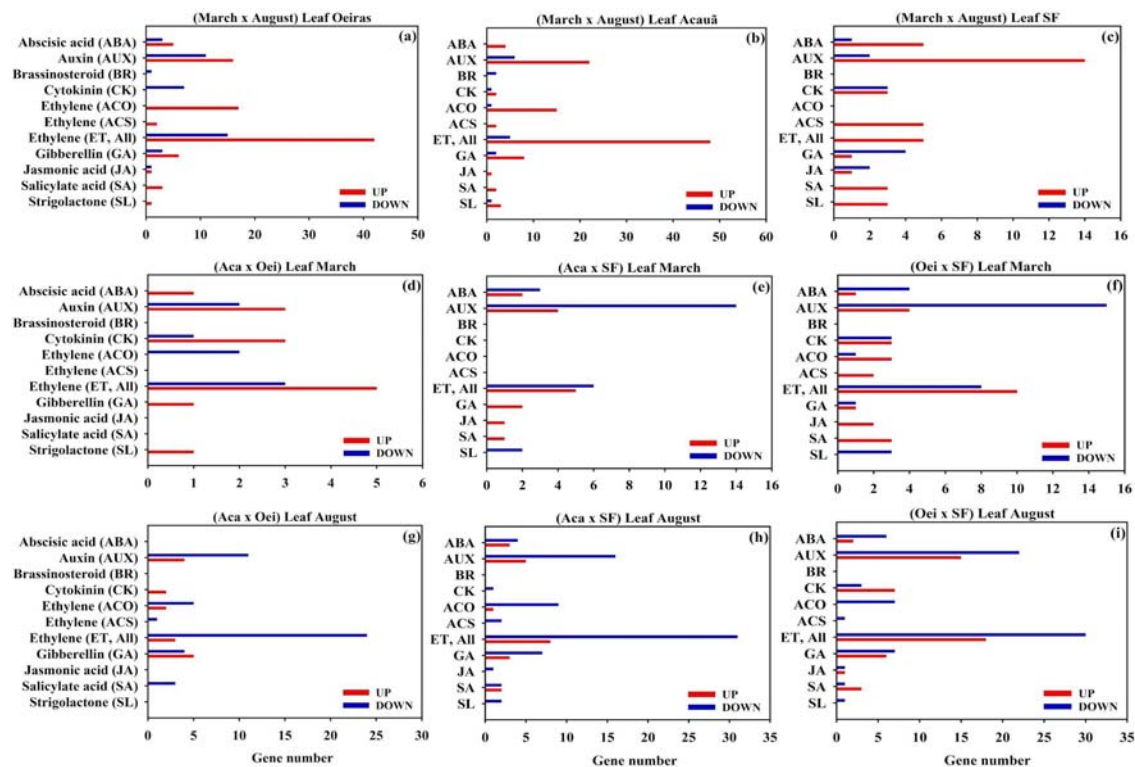 (March x August) Leaf Oeiras
(a)
Abscisic acid (ABA)
Auxin (AUX)
Brassinosteroid (BR)
Cytokinin (CK)
Ethylene (ACO)
Ethylene (ACS)
Ethylene (ET, All)
Gibberellin (GA)
Jasmonic acid (JA)
Salicylate acid (SA)
Strigolactone (SL)
UP
DOWN
0 10 20 30 40 50
(March x August) Leaf Acauã
(b)
ABA
AUX
BR
CK
ACO
ACS
ET, All
GA
JA
SA
SL
UP
DOWN
0 10 20 30 40 50 60
(March x August) Leaf SF
(c)
ABA
AUX
BR
CK
ACO
ACS
ET, All
GA
JA
SA
SL
UP
DOWN
0 2 4 6 8 10 12 14 16
(Aca x Oei) Leaf March
(d)
Abscisic acid (ABA)
Auxin (AUX)
Brassinosteroid (BR)
Cytokinin (CK)
Ethylene (ACO)
Ethylene (ACS)
Ethylene (ET, All)
Gibberellin (GA)
Jasmonic acid (JA)
Salicylate acid (SA)
Strigolactone (SL)
UP
DOWN
0 1 2 3 4 5 6
(Aca x SF) Leaf March
(e)
ABA
AUX
BR
CK
ACO
ACS
ET, All
GA
JA
SA
SL
UP
DOWN
0 2 4 6 8 10 12 14 16
(Oei x SF) Leaf March
(f)
ABA
AUX
BR
CK
ACO
ACS
ET, All
GA
JA
SA
SL
UP
DOWN
0 2 4 6 8 10 12 14 16
(Aca x Oei) Leaf August
(g)
Abscisic acid (ABA)
Auxin (AUX)
Brassinosteroid (BR)
Cytokinin (CK)
Ethylene (ACO)
Ethylene (ACS)
Ethylene (ET, All)
Gibberellin (GA)
Jasmonic acid (JA)
Salicylate acid (SA)
Strigolactone (SL)
UP
DOWN
0 5 10 15 20 25 30
Gene number
(Aca x SF) Leaf August
(h)
ABA
AUX
BR
CK
ACO
ACS
ET, All
GA
JA
SA
SL
UP
DOWN
0 5 10 15 20 25 30 35
Gene number
(Oei x SF) Leaf August
(i)
ABA
AUX
BR
CK
ACO
ACS
ET, All
GA
JA
SA
SL
UP
DOWN
0 5 10 15 20 25 30 35
Gene number